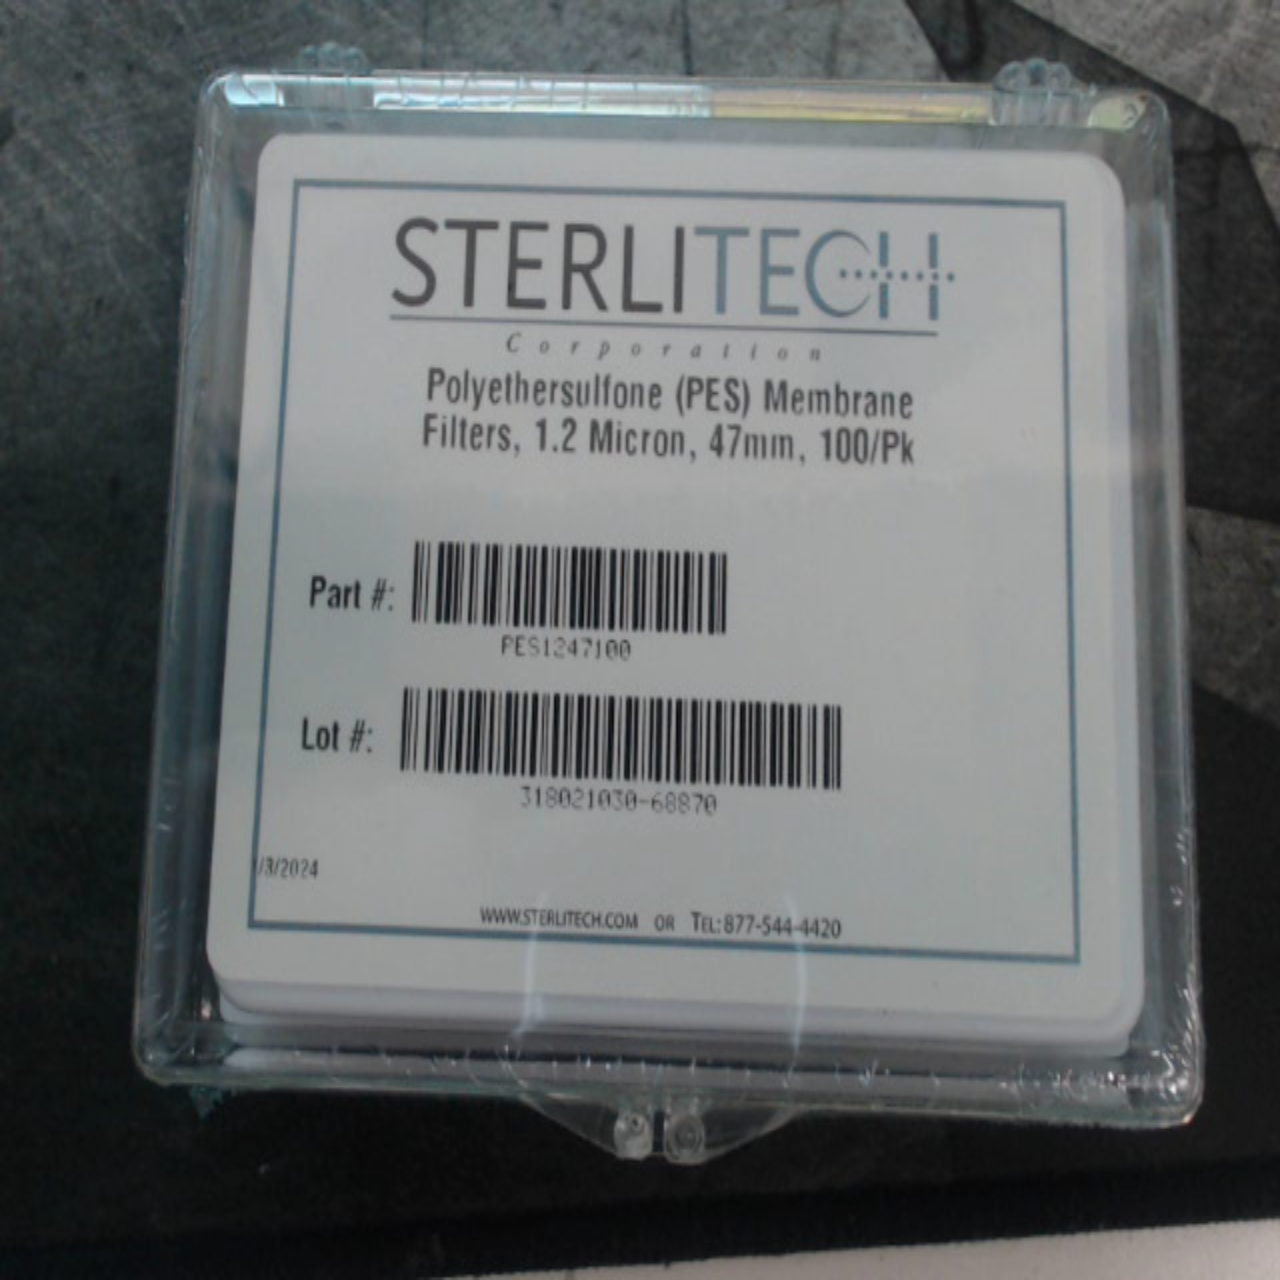 STERLITECH
Corporation
Polyethersulfone (PES) Membrane
Filters, 1.2 Micron, 47mm, 100/Pk
Part #:
PES1247100
Lot #:
318021030-68870
/3/2024
WWW.STERLITECH.COM OR TEL: 877-544-4420